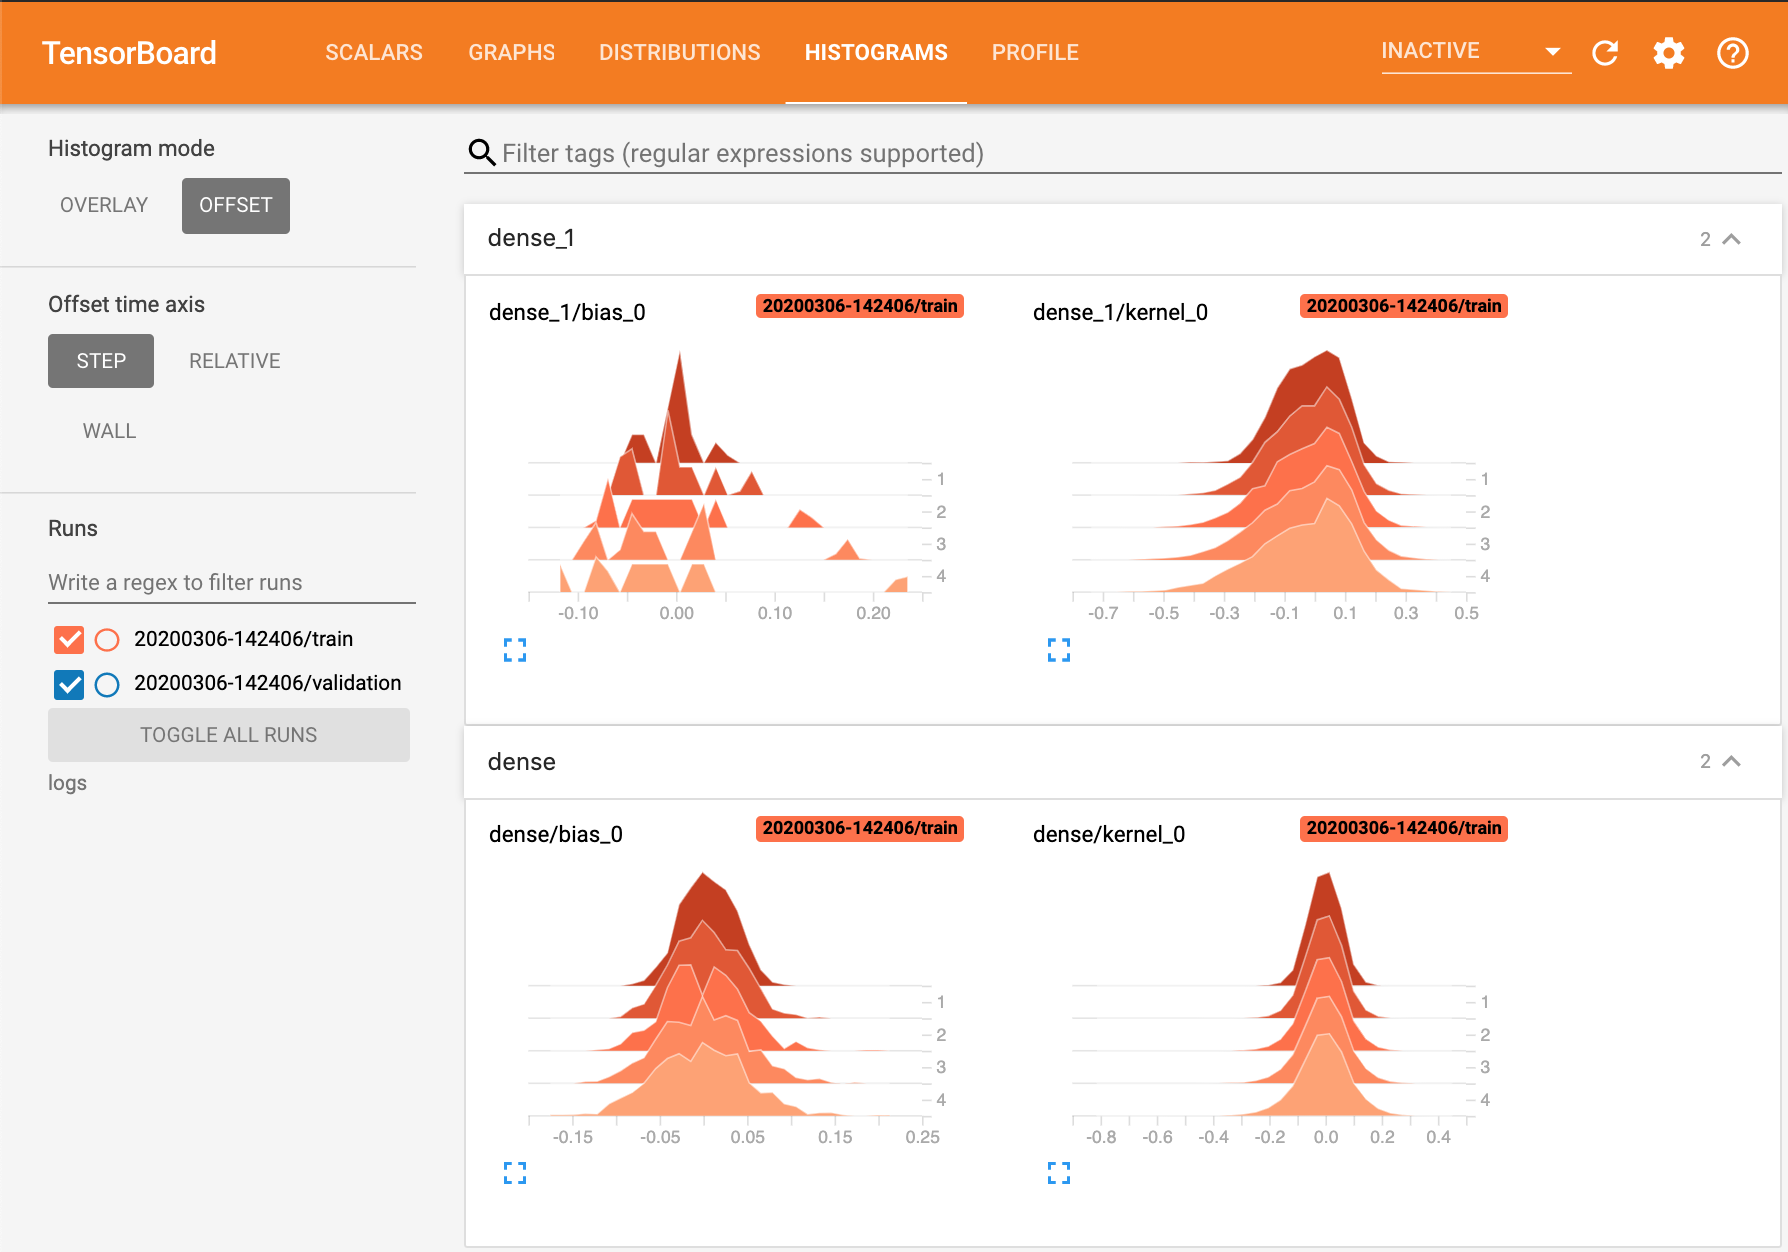 TensorBoard SCALARS GRAPHS DISTRIBUTIONS HISTOGRAMS PROFILE INACTIVE
Histogram mode
OVERLAY OFFSET
Offset time axis
STEP RELATIVE
WALL
Runs
Write a regex to filter runs
20200306-142406/train
20200306-142406/validation
TOGGLE ALL RUNS
logs
Filter tags (regular expressions supported)
dense_1 2
dense_1/bias_0 20200306-142406/train
1
2
3
4
-0.10 0.00 0.10 0.20
dense_1/kernel_0 20200306-142406/train
1
2
3
4
-0.7 -0.5 -0.3 -0.1 0.1 0.3 0.5
dense 2
dense/bias_0 20200306-142406/train
1
2
3
4
-0.15 -0.05 0.05 0.15 0.25
dense/kernel_0 20200306-142406/train
1
2
3
4
-0.8 -0.6 -0.4 -0.2 0.0 0.2 0.4